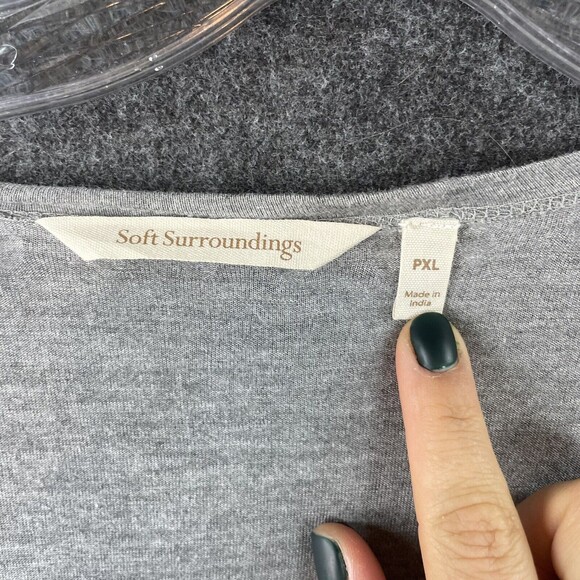 Soft Surroundings
PXL
Made in
India